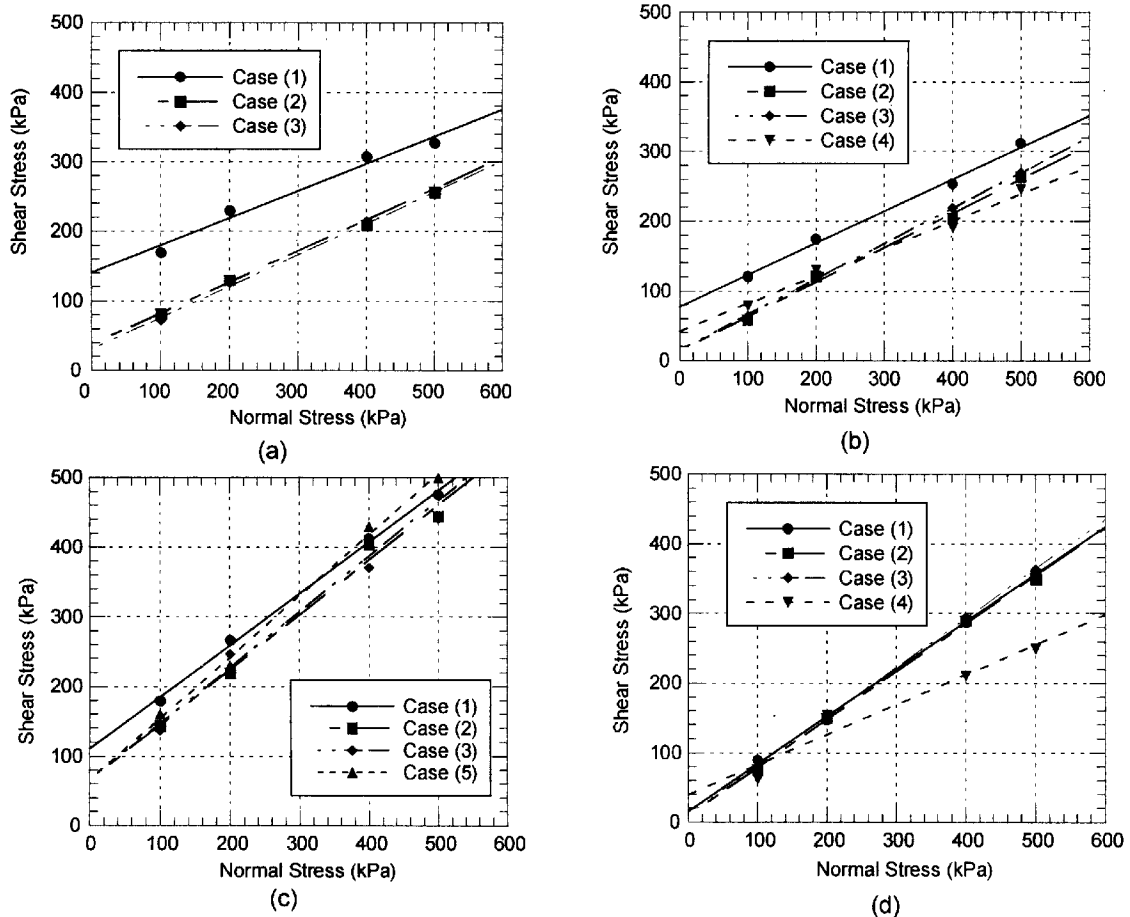 500
400
300
200
100
0
Shear Stress (kPa)
Case (1)
Case (2)
Case (3)
0 100 200 300 400 500 600
Normal Stress (kPa)
(a)
500
400
300
200
100
0
Shear Stress (kPa)
Case (1)
Case (2)
Case (3)
Case (4)
0 100 200 300 400 500 600
Normal Stress (kPa)
(b)
500
400
300
200
100
0
Shear Stress (kPa)
Case (1)
Case (2)
Case (3)
Case (5)
0 100 200 300 400 500 600
Normal Stress (kPa)
(c)
500
400
300
200
100
0
Shear Stress (kPa)
Case (1)
Case (2)
Case (3)
Case (4)
0 100 200 300 400 500 600
Normal Stress (kPa)
(d)